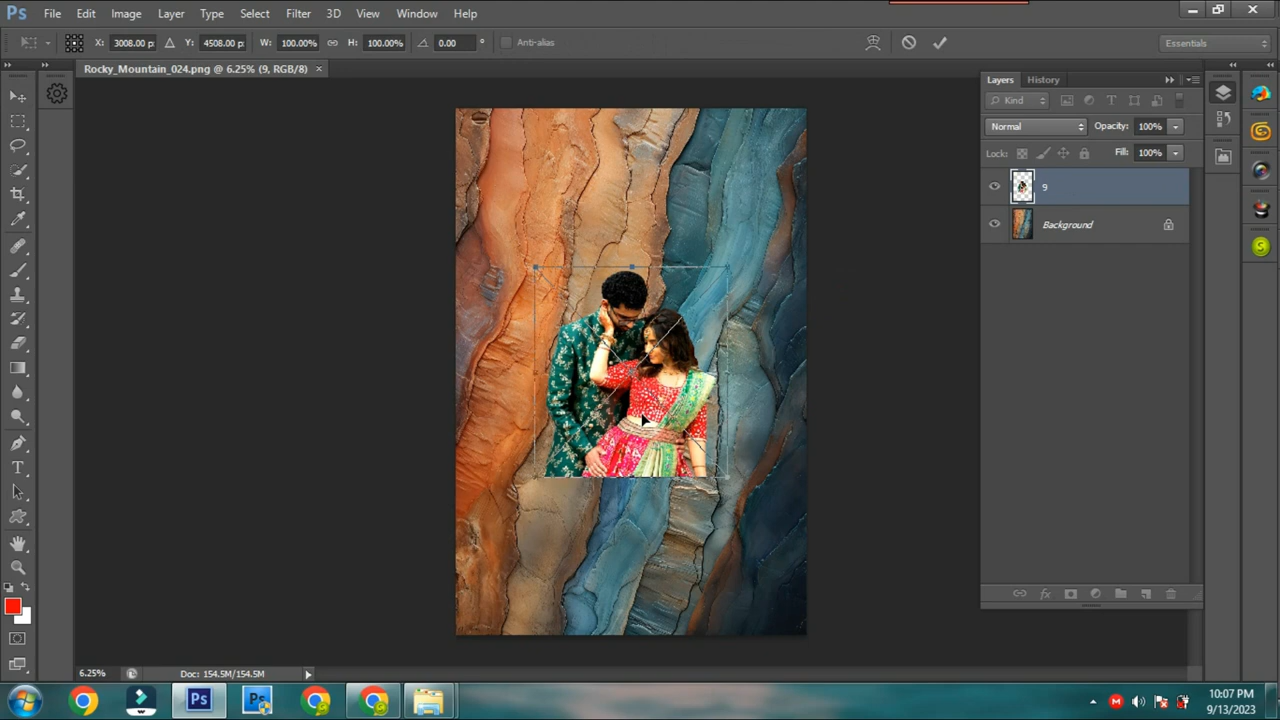 Ps File Edit Image Layer Type Select Filter 3D View Window Help
X: 3008.00 p Y: 4508.00 p W: 100.00% H: 100.00% 0.00 ° Anti-alias Essentials
Rocky_Mountain_024.png @ 6.25% (9, RGB/8) ×
Layers History
Kind
Normal Opacity: 100%
Lock: Fill: 100%
9
Background
6.25% Doc: 154.5M/154.5M
10:07 PM
9/13/2023